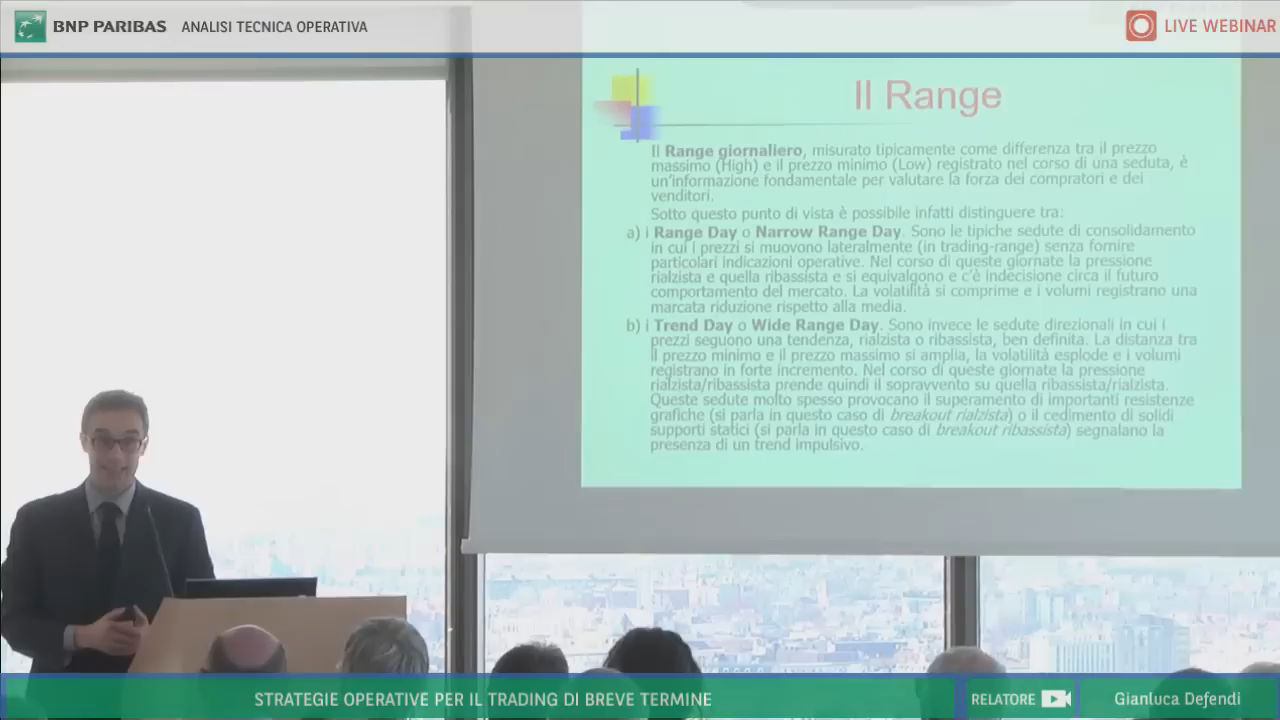 BNP PARIBAS ANALISI TECNICA OPERATIVA
LIVE WEBINAR
Il Range
Il Range giornaliero, misurato tipicamente come differenza tra il prezzo
massimo (High) e il prezzo minimo (Low) registrato nel corso di una seduta, è
un'informazione fondamentale per valutare la forza dei compratori e dei
venditori.
Sotto questo punto di vista è possibile infatti distinguere tra:
a) i Range Day o Narrow Range Day. Sono le tipiche sedute di consolidamento
in cui i prezzi si muovono lateralmente (in trading-range) senza fornire
particolari indicazioni operative. Nel corso di queste giornate la pressione
rialzista e quella ribassista e si equivalgono e c'è indecisione circa il futuro
comportamento del mercato. La volatilità si comprime e i volumi registrano una
marcata riduzione rispetto alla media.
b) i Trend Day o Wide Range Day. Sono invece le sedute direzionali in cui i
prezzi seguono una tendenza, rialzista o ribassista, ben definita. La distanza tra
il prezzo minimo e il prezzo massimo si amplia, la volatilità esplode e i volumi
registrano in forte incremento. Nel corso di queste giornate la pressione
rialzista/ribassista prende quindi il sopravvento su quella ribassista/rialzista.
Queste sedute molto spesso provocano il superamento di importanti resistenze
grafiche (si parla in questo caso di breakout rialzista) o il cedimento di solidi
supporti statici (si parla in questo caso di breakout ribassista) segnalano la
presenza di un trend impulsivo.
STRATEGIE OPERATIVE PER IL TRADING DI BREVE TERMINE
RELATORE
Gianluca Defendi